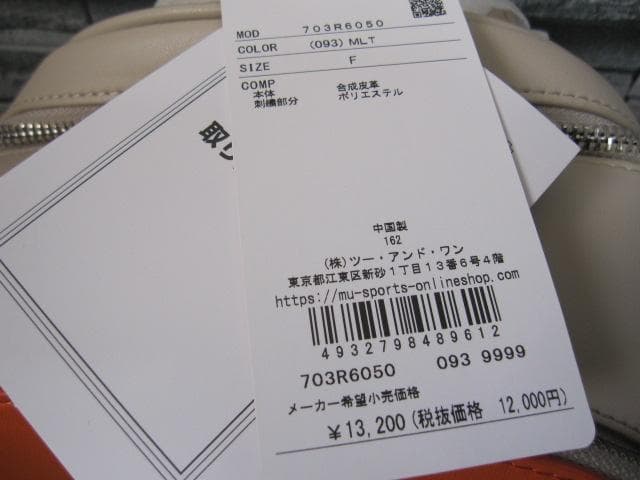 MOD 703R6050
COLOR (093) MLT
SIZE F
COMP
本体 合成皮革
刺繍部分 ポリエステル
取り
中国製
162
(株)ツー・アンド・ワン
東京都江東区新砂1丁目13番6号4階
https://mu-sports-onlineshop.com
4932798489612
703R6050 093 9999
メーカー希望小売価格
¥13,200(税抜価格 12,000円)